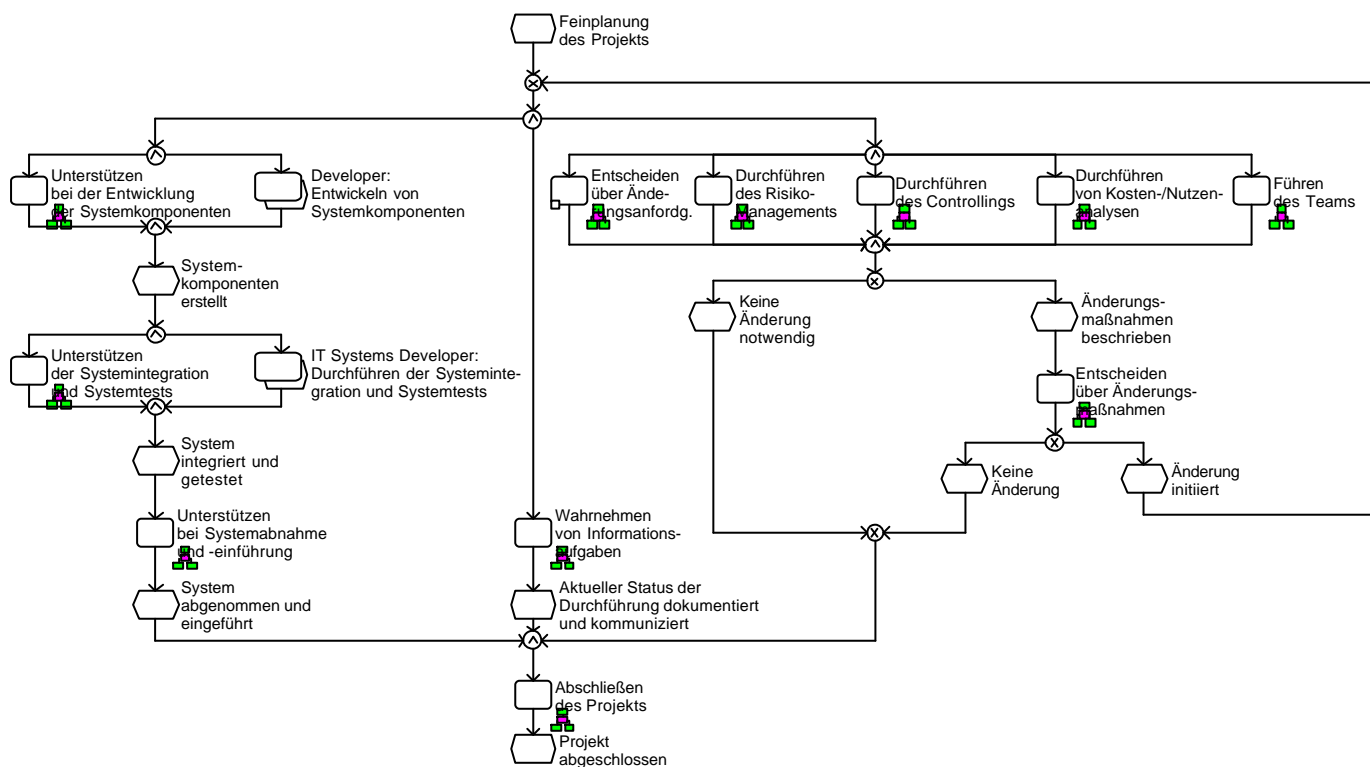 Feinplanung
des Projekts
Unterstützen
bei der Entwicklung
der Systemkomponenten
Developer:
Entwickeln von
Systemkomponenten
Entscheiden
über Ände-
rungsanfordg.
Durchführen
des Risiko-
Managements
Durchführen
des Controllings
Durchführen
von Kosten-/Nutzen-
analysen
Führen
des Teams
System-
komponenten
erstellt
Keine
Änderung
notwendig
Änderungs-
maßnahmen
beschrieben
Unterstützen
der Systemintegration
und Systemtests
IT Systems Developer:
Durchführen der Systeminte-
gration und Systemtests
Entscheiden
über Änderungs-
maßnahmen
System
integriert und
getestet
Keine
Änderung
Änderung
initiiert
Unterstützen
bei Systemabnahme
und -einführung
Wahrnehmen
von Informations-
aufgaben
System
abgenommen und
eingeführt
Aktueller Status der
Durchführung dokumentiert
und kommuniziert
Abschließen
des Projekts
Projekt
abgeschlossen